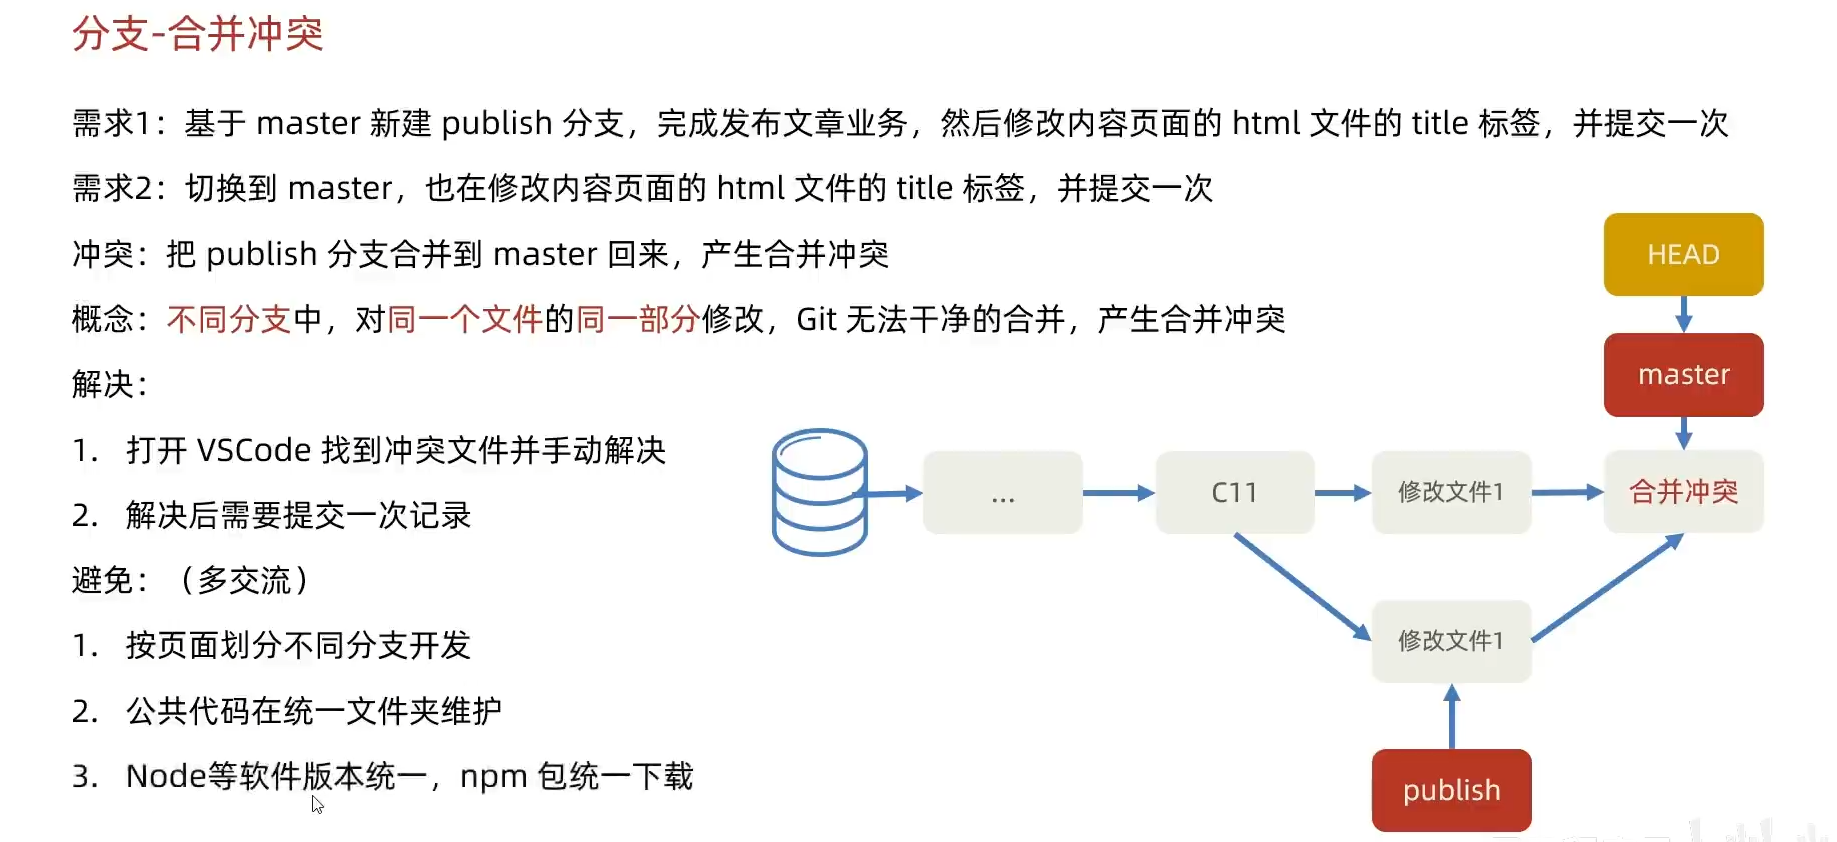 分支-合并冲突
需求1：基于 master 新建 publish 分支，完成发布文章业务，然后修改内容页面的 html 文件的 title 标签，并提交一次
需求2：切换到 master，也在修改内容页面的 html 文件的 title 标签，并提交一次
冲突：把 publish 分支合并到 master 回来，产生合并冲突
概念：不同分支中，对同一个文件的同一部分修改，Git 无法干净的合并，产生合并冲突
解决：
1. 打开 VSCode 找到冲突文件并手动解决
2. 解决后需要提交一次记录
避免：（多交流）
1. 按页面划分不同分支开发
2. 公共代码在统一文件夹维护
3. Node等软件版本统一，npm 包统一下载
HEAD
master
...
C11
修改文件1
合并冲突
修改文件1
publish